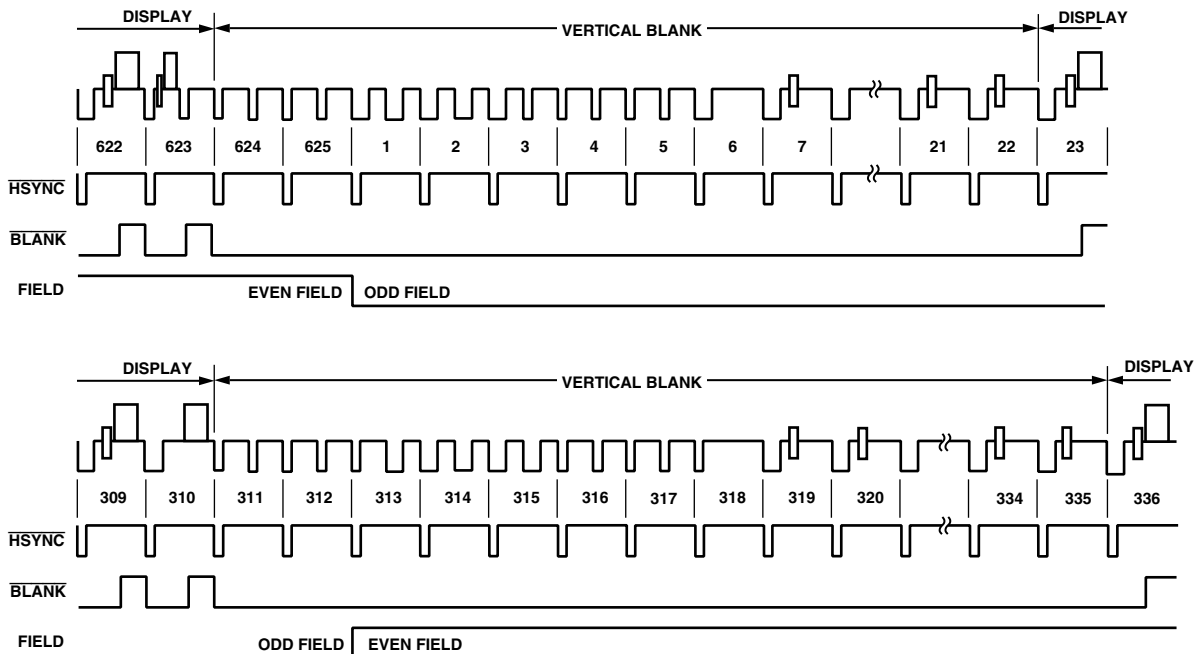 DISPLAY VERTICAL BLANK DISPLAY
622 623 624 625 1 2 3 4 5 6 7 21 22 23
HSYNC
BLANK
FIELD EVEN FIELD ODD FIELD
DISPLAY VERTICAL BLANK DISPLAY
309 310 311 312 313 314 315 316 317 318 319 320 334 335 336
HSYNC
BLANK
FIELD ODD FIELD EVEN FIELD